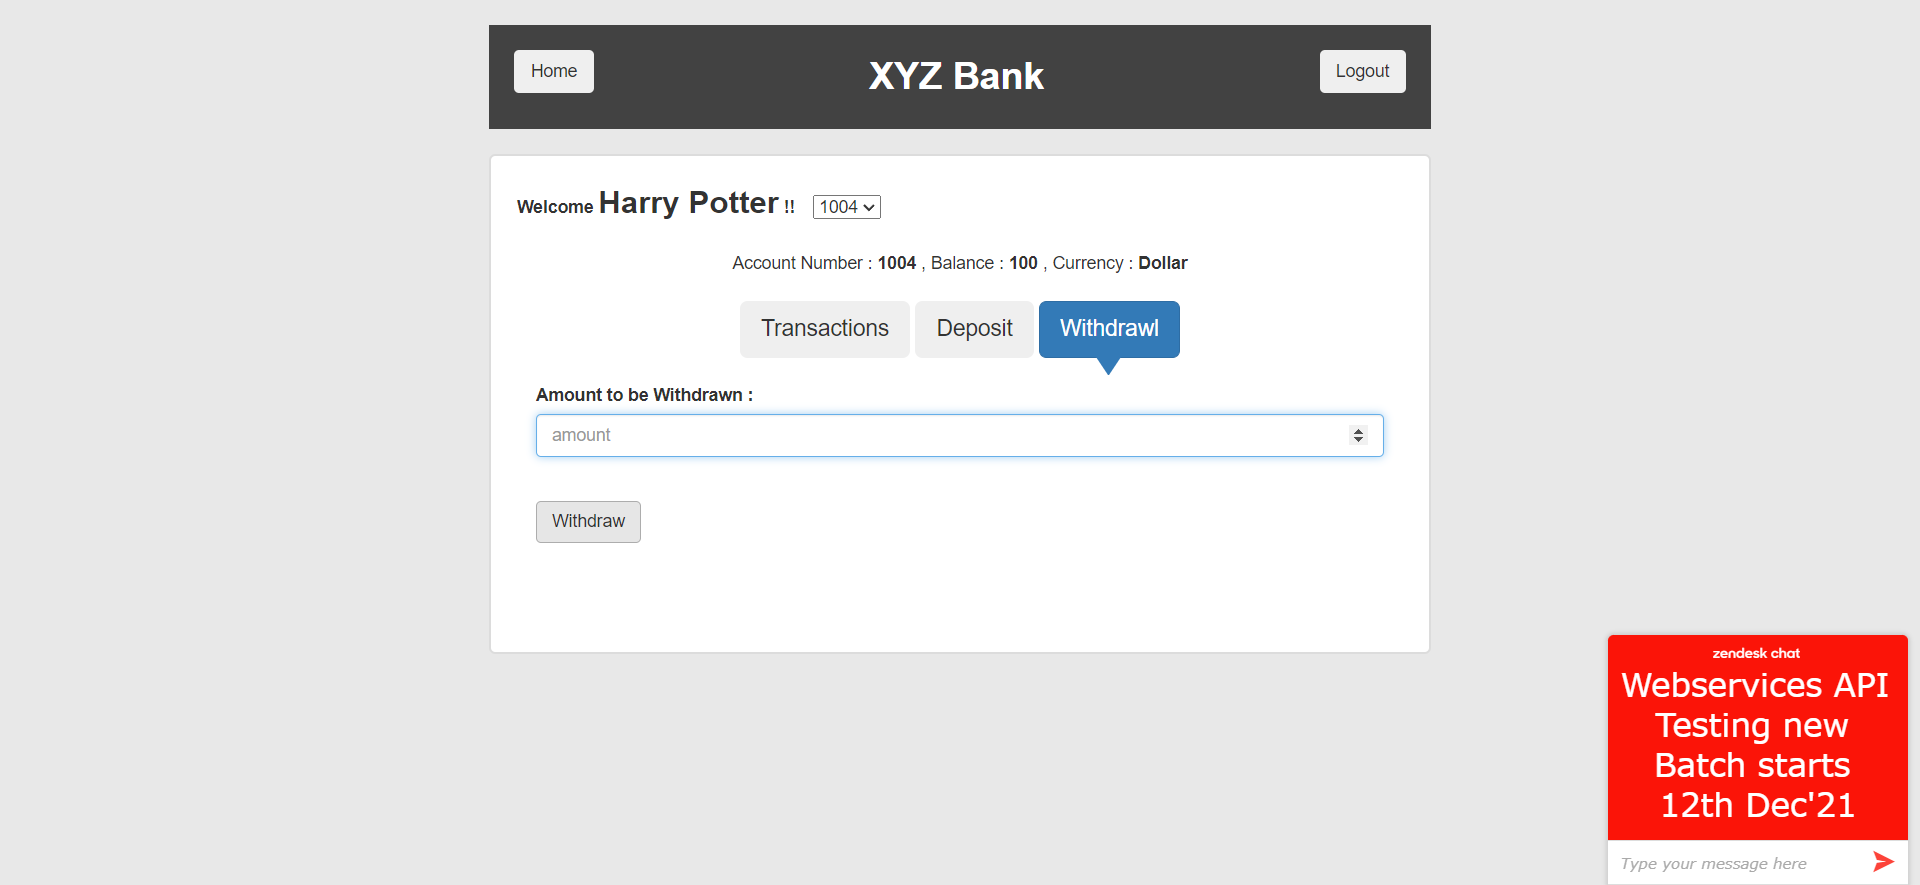 Home
XYZ Bank
Logout
Welcome Harry Potter !! 1004
Account Number : 1004 , Balance : 100 , Currency : Dollar
Transactions
Deposit
Withdrawl
Amount to be Withdrawn :
amount
Withdraw
zendesk chat
Webservices API
Testing new
Batch starts
12th Dec'21
Type your message here